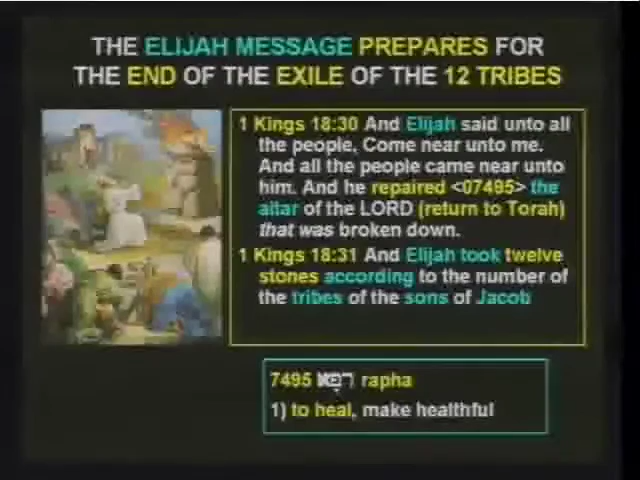 THE ELIJAH MESSAGE PREPARES FOR
THE END OF THE EXILE OF THE 12 TRIBES
1 Kings 18:30 And Elijah said unto all
the people, Come near unto me.
And all the people came near unto
him. And he repaired <07495> the
altar of the LORD (return to Torah)
that was broken down.
1 Kings 18:31 And Elijah took twelve
stones according to the number of
the tribes of the sons of Jacob
7495 רפא rapha
1) to heal, make healthful